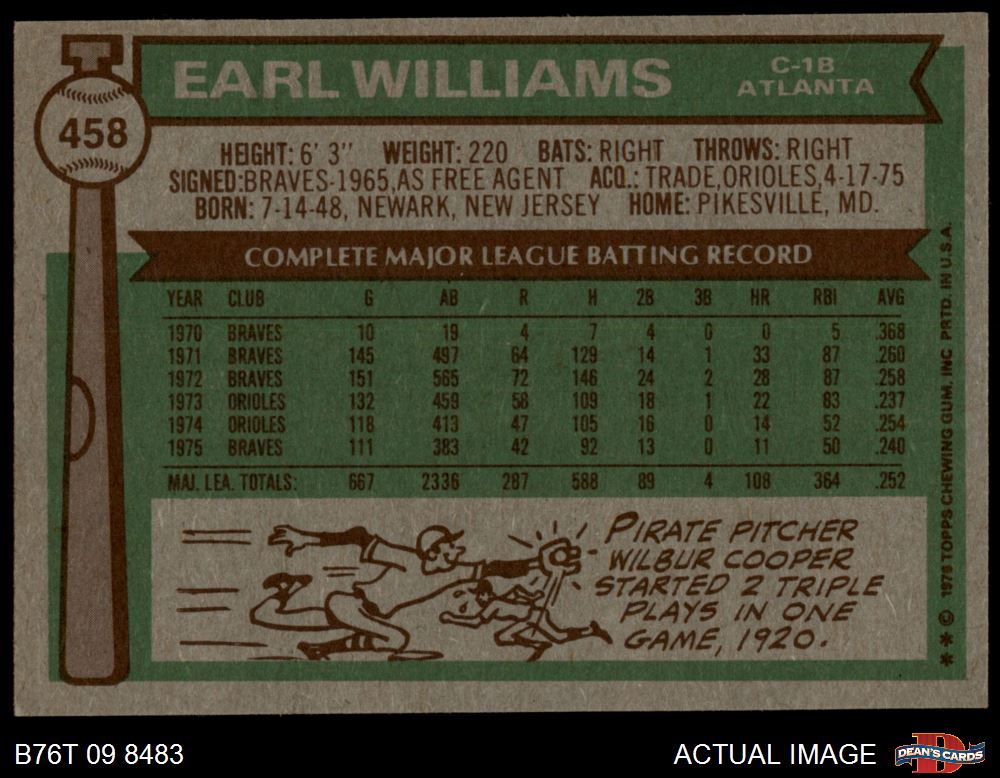 EARL WILLIAMS
C-1B
ATLANTA
458
HEIGHT: 6' 3" WEIGHT: 220 BATS: RIGHT THROWS: RIGHT
SIGNED: BRAVES-1965, AS FREE AGENT ACQ.: TRADE, ORIOLES, 4-17-75
BORN: 7-14-48, NEWARK, NEW JERSEY HOME: PIKESVILLE, MD.
COMPLETE MAJOR LEAGUE BATTING RECORD
YEAR CLUB G AB R H 2B 3B HR RBI AVG
1970 BRAVES 10 19 4 7 4 0 0 5 .368
1971 BRAVES 145 497 64 129 14 1 33 87 .260
1972 BRAVES 151 565 72 146 24 2 28 87 .258
1973 ORIOLES 132 459 58 109 18 1 22 83 .237
1974 ORIOLES 118 413 47 105 16 0 14 52 .254
1975 BRAVES 111 383 42 92 13 0 11 50 .240
MAJ. LEA. TOTALS: 667 2336 287 588 89 4 108 364 .252
PIRATE PITCHER
WILBUR COOPER
STARTED 2 TRIPLE
PLAYS IN ONE
GAME, 1920.
** © 1976 TOPPS CHEWING GUM, INC PRTD. IN U.S.A.
B76T 09 8483
ACTUAL IMAGE
DEAN'S CARDS